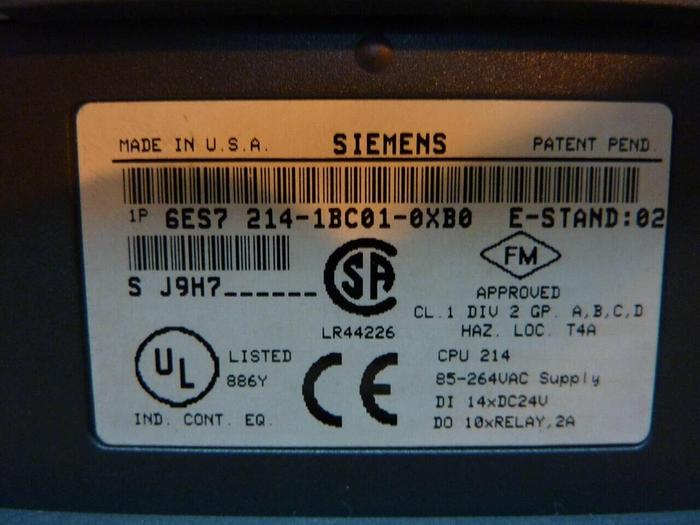 MADE IN U.S.A. SIEMENS PATENT PEND.
1P 6ES7 214-1BC01-0XB0 E-STAND:02
S J9H7______
SA
LR44226
FM
APPROVED
CL.1 DIV 2 GP. A,B,C,D
HAZ. LOC. T4A
UL
LISTED
886Y
IND. CONT. EQ.
CE
CPU 214
85-264VAC Supply
DI 14xDC24V
DO 10xRELAY,2A